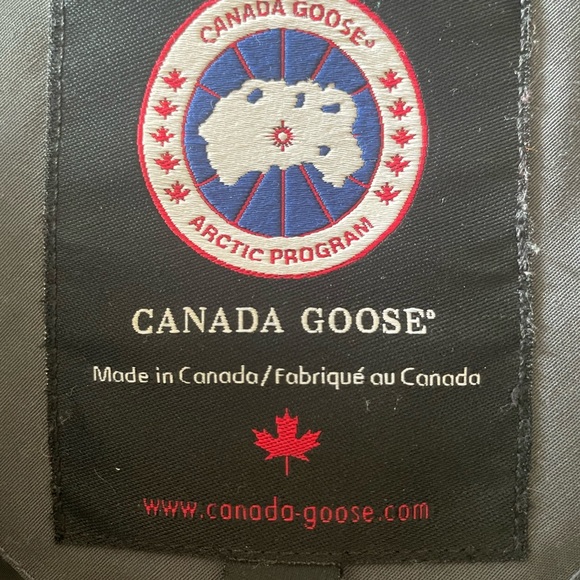 CANADA GOOSE®
ARCTIC PROGRAM
CANADA GOOSE®
Made in Canada/Fabriqué au Canada
www.canada-goose.com